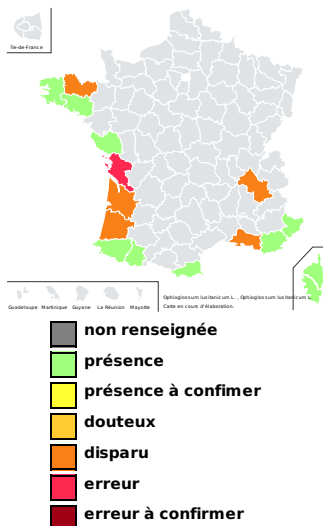 Île-de-France
Guadeloupe Martinique Guyane La Réunion Mayotte
Ophioglossum lusitanicum L. , Ophioglossum lusitanicum L.
Carte en cours d'élaboration.
non renseignée
présence
présence à confimer
douteux
disparu
erreur
erreur à confirmer